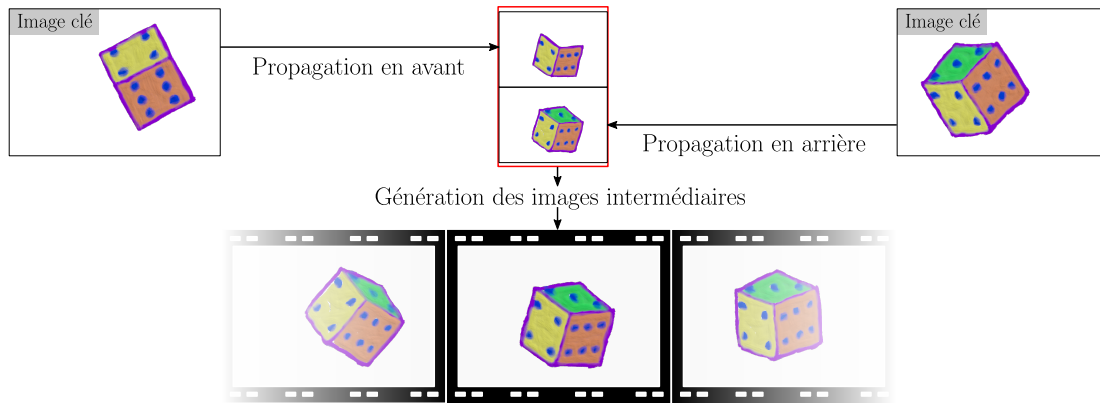 Image clé
Image clé
Propagation en avant
Propagation en arrière
Génération des images intermédiaires